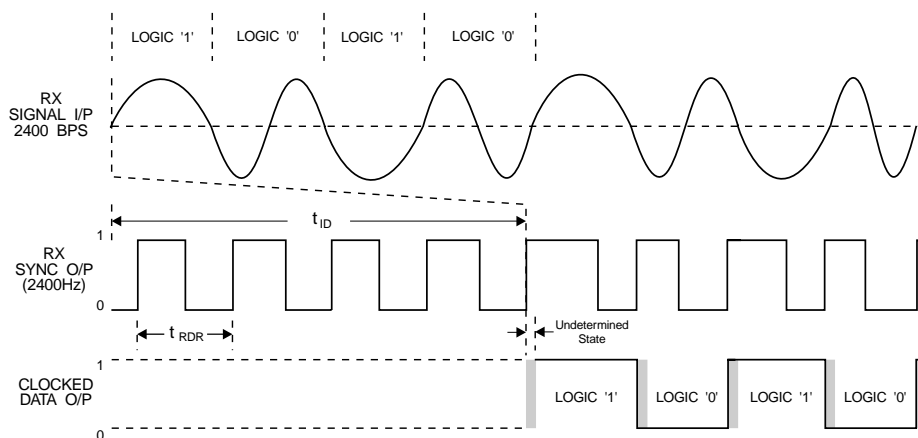 LOGIC '1' LOGIC '0' LOGIC '1' LOGIC '0'
RX
SIGNAL I/P
2400 BPS
t ID
RX
SYNC O/P
(2400Hz)
1
0
t RDR
Undetermined
State
CLOCKED
DATA O/P
1
0
LOGIC '1' LOGIC '0' LOGIC '1' LOGIC '0'